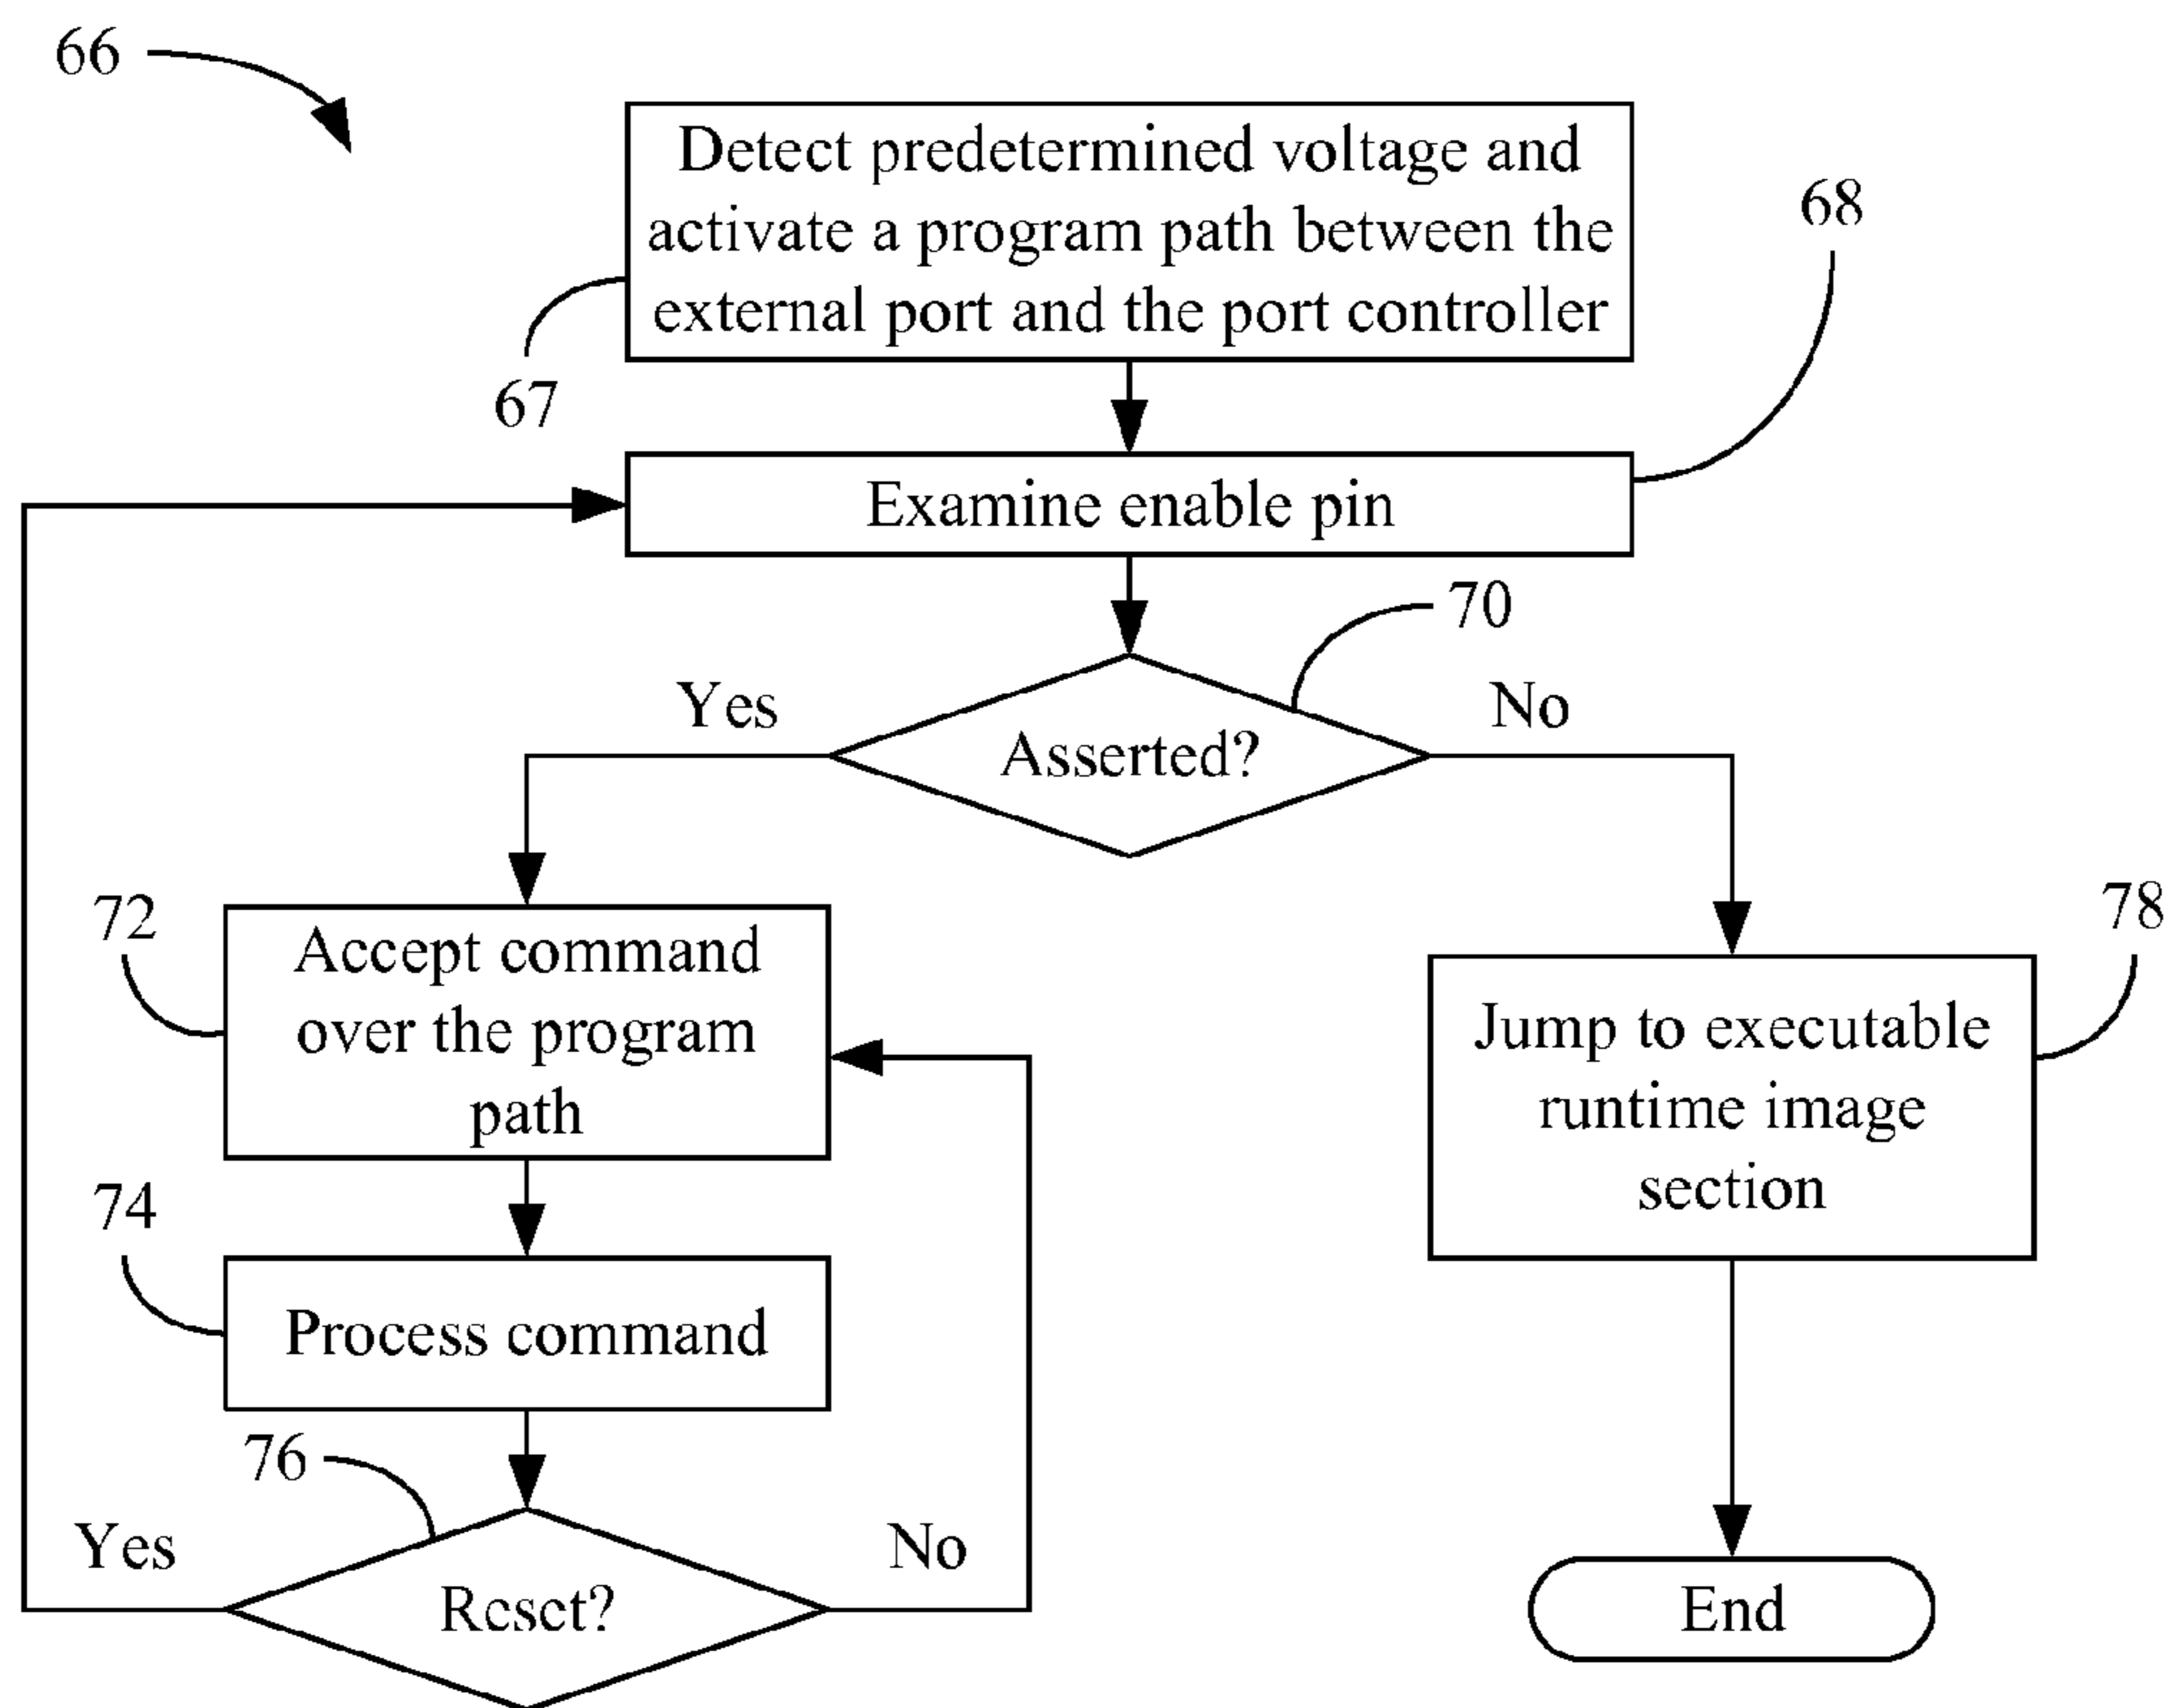 66
Detect predetermined voltage and
activate a program path between the
external port and the port controller
68
67
Examine enable pin
70
Yes
No
Asserted?
72
Accept command
over the program
path
78
Jump to executable
runtime image
section
74
Process command
76
Yes
No
Reset?
End